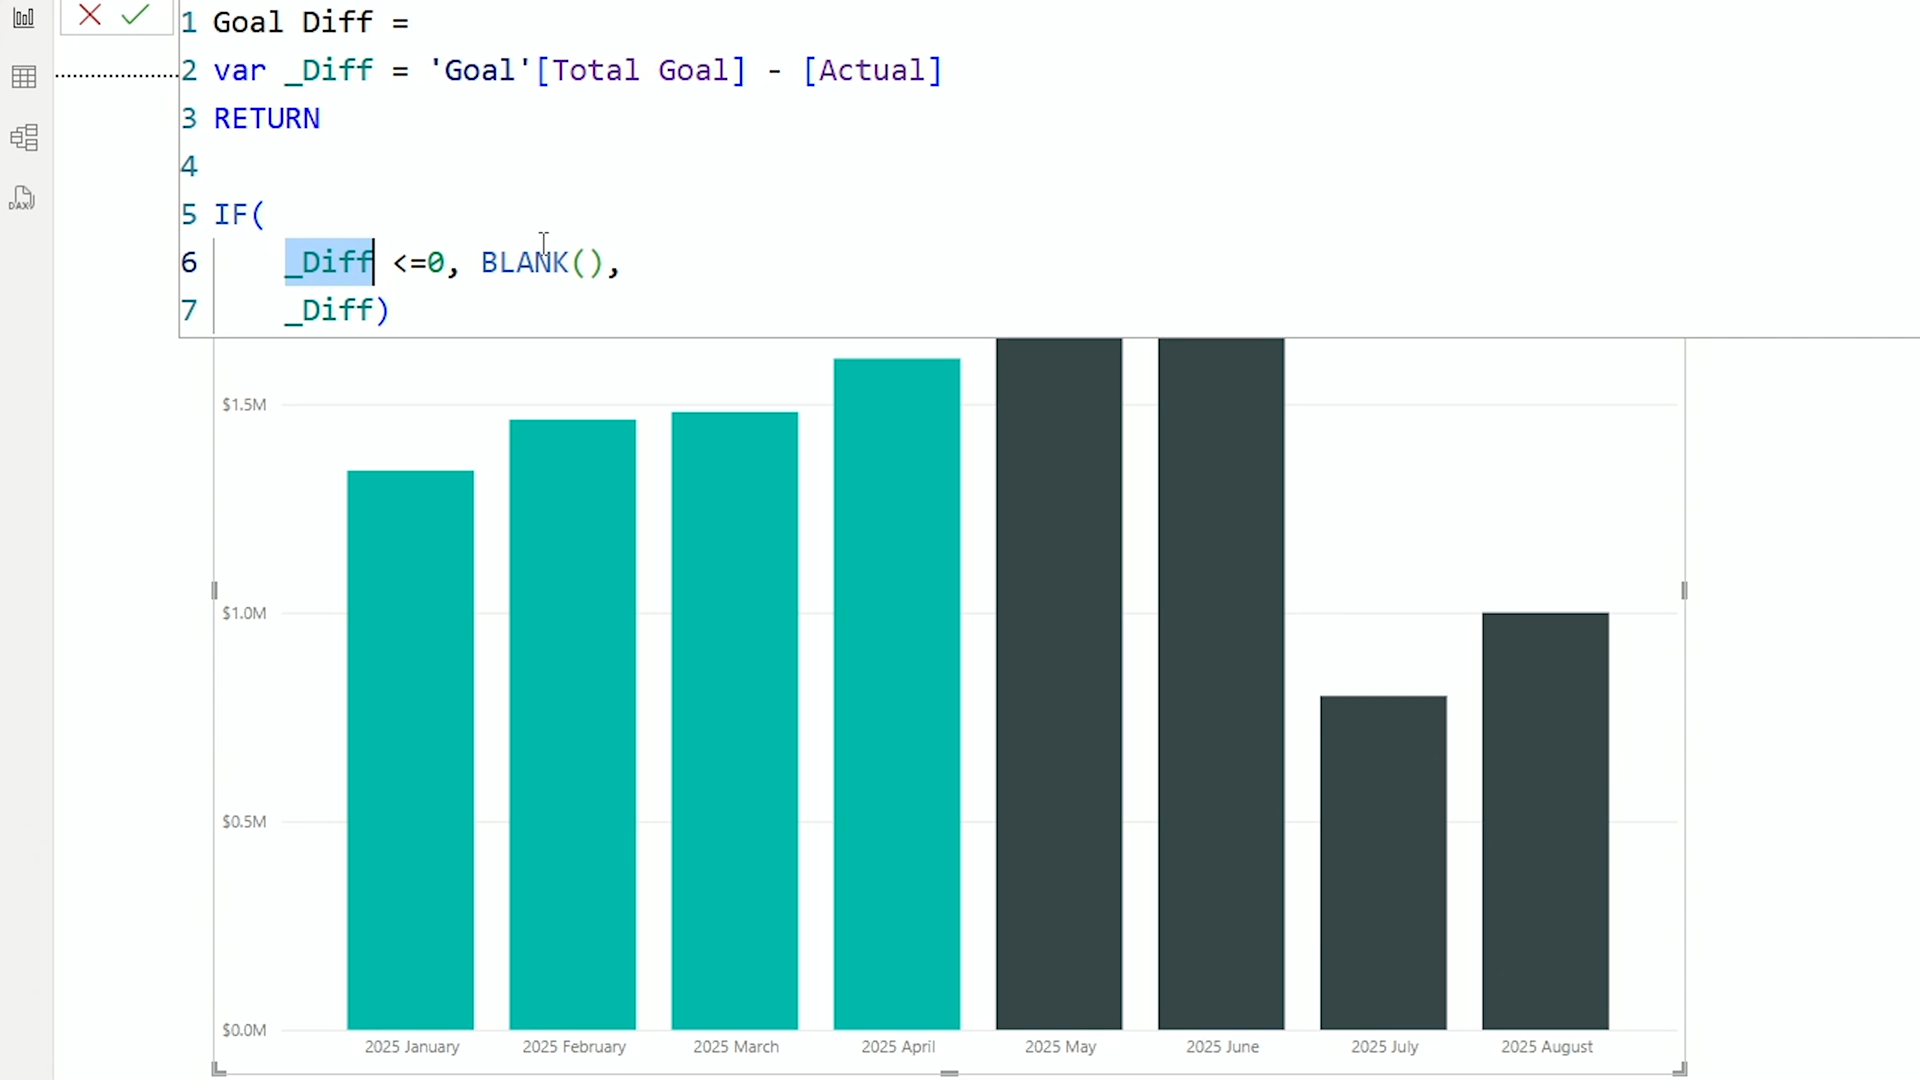 1 Goal Diff =
2 var _Diff = 'Goal'[Total Goal] - [Actual]
3 RETURN
4
5 IF(
6 _Diff <=0, BLANK(),
7 _Diff)
DAX
$1.5M
$1.0M
$0.5M
$0.0M
2025 January 2025 February 2025 March 2025 April 2025 May 2025 June 2025 July 2025 August